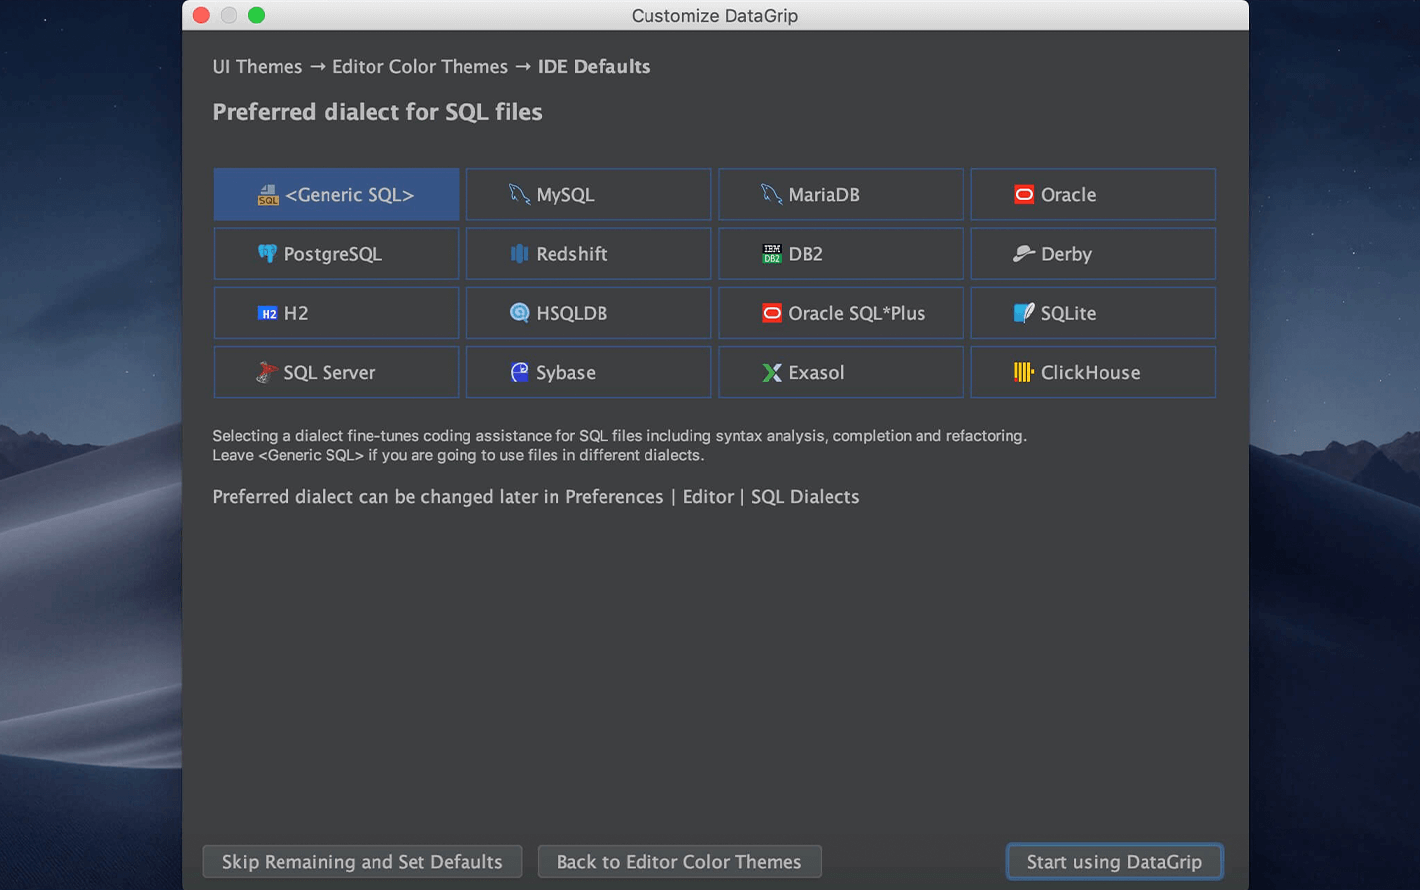 Customize DataGrip
UI Themes → Editor Color Themes → IDE Defaults
Preferred dialect for SQL files
SQL <Generic SQL>
MySQL
MariaDB
Oracle
PostgreSQL
Redshift
IBM DB2 DB2
Derby
H2 H2
HSQLDB
Oracle SQL*Plus
SQLite
SQL Server
Sybase
Exasol
ClickHouse
Selecting a dialect fine-tunes coding assistance for SQL files including syntax analysis, completion and refactoring.
Leave <Generic SQL> if you are going to use files in different dialects.
Preferred dialect can be changed later in Preferences | Editor | SQL Dialects
Skip Remaining and Set Defaults
Back to Editor Color Themes
Start using DataGrip